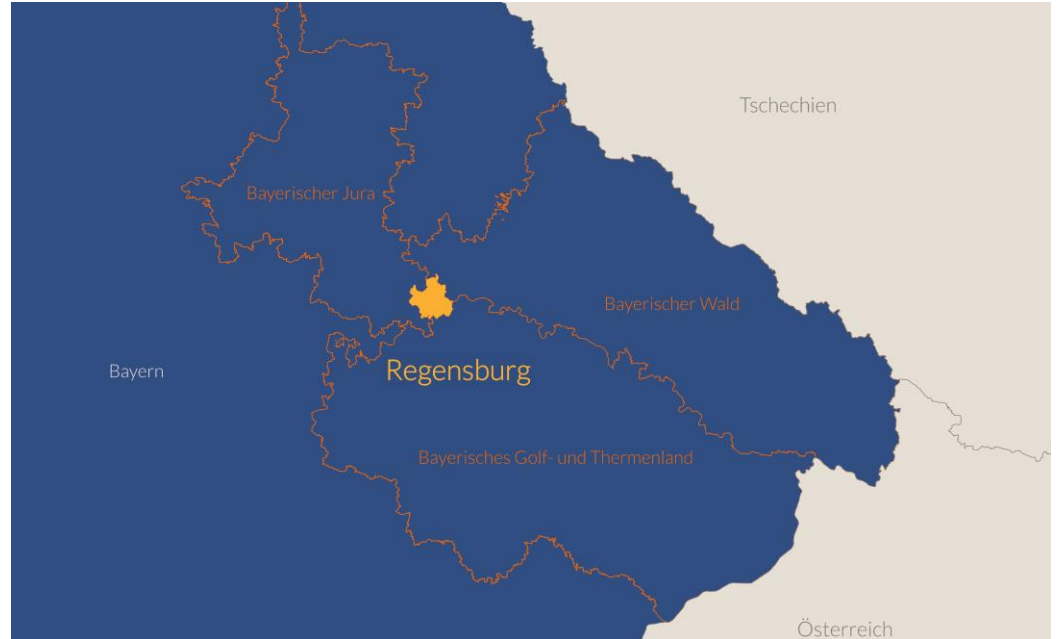 Tschechien
Bayerischer Jura
Bayerischer Wald
Bayern
Regensburg
Bayerisches Golf- und Thermenland
Österreich